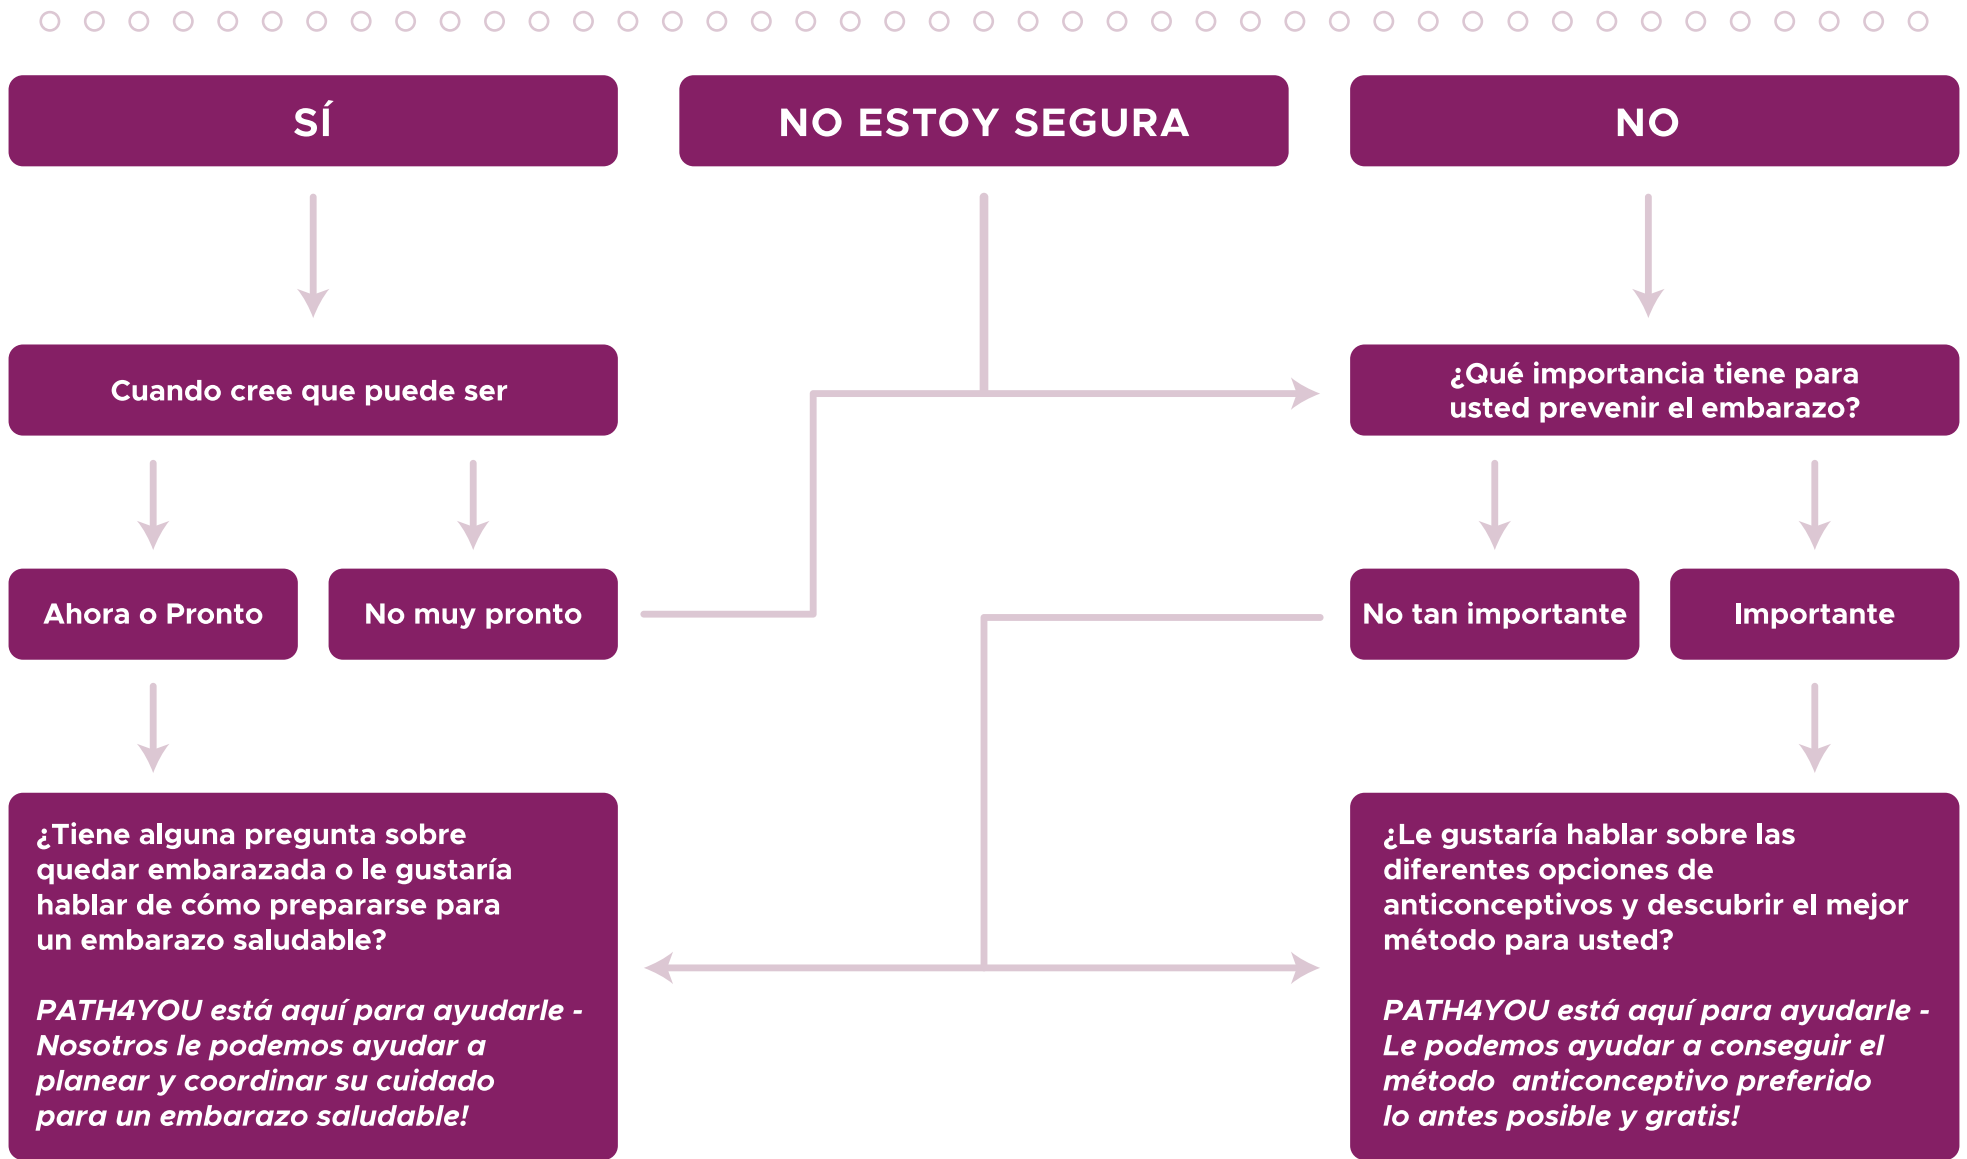 SÍ
NO ESTOY SEGURA
NO
Cuando cree que puede ser
¿Qué importancia tiene para
usted prevenir el embarazo?
Ahora o Pronto
No muy pronto
No tan importante
Importante
¿Tiene alguna pregunta sobre
quedar embarazada o le gustaría
hablar de cómo prepararse para
un embarazo saludable?
PATH4YOU está aquí para ayudarle -
Nosotros le podemos ayudar a
planear y coordinar su cuidado
para un embarazo saludable!
¿Le gustaría hablar sobre las
diferentes opciones de
anticonceptivos y descubrir el mejor
método para usted?
PATH4YOU está aquí para ayudarle -
Le podemos ayudar a conseguir el
método  anticonceptivo preferido
lo antes posible y gratis!